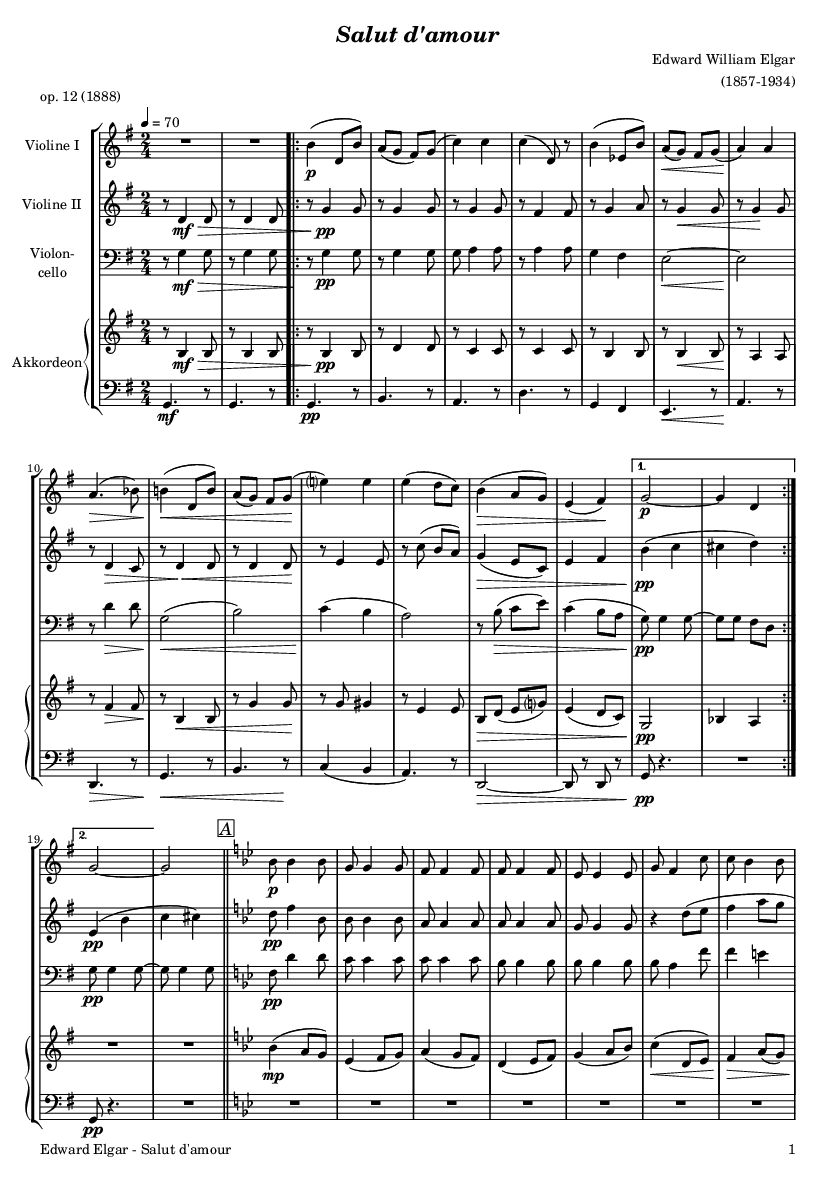 Salut d'amour
Edward William Elgar
(1857-1934)
op. 12 (1888)
= 70
Violine I
p
Violine II
mf
pp
Violon-
cello
mf
pp
Akkordeon
mf
pp
mf
pp
10
1.
p
pp
pp
pp
pp
19
2.
A
p
pp
pp
pp
pp
mp
pp
Edward Elgar - Salut d'amour
1